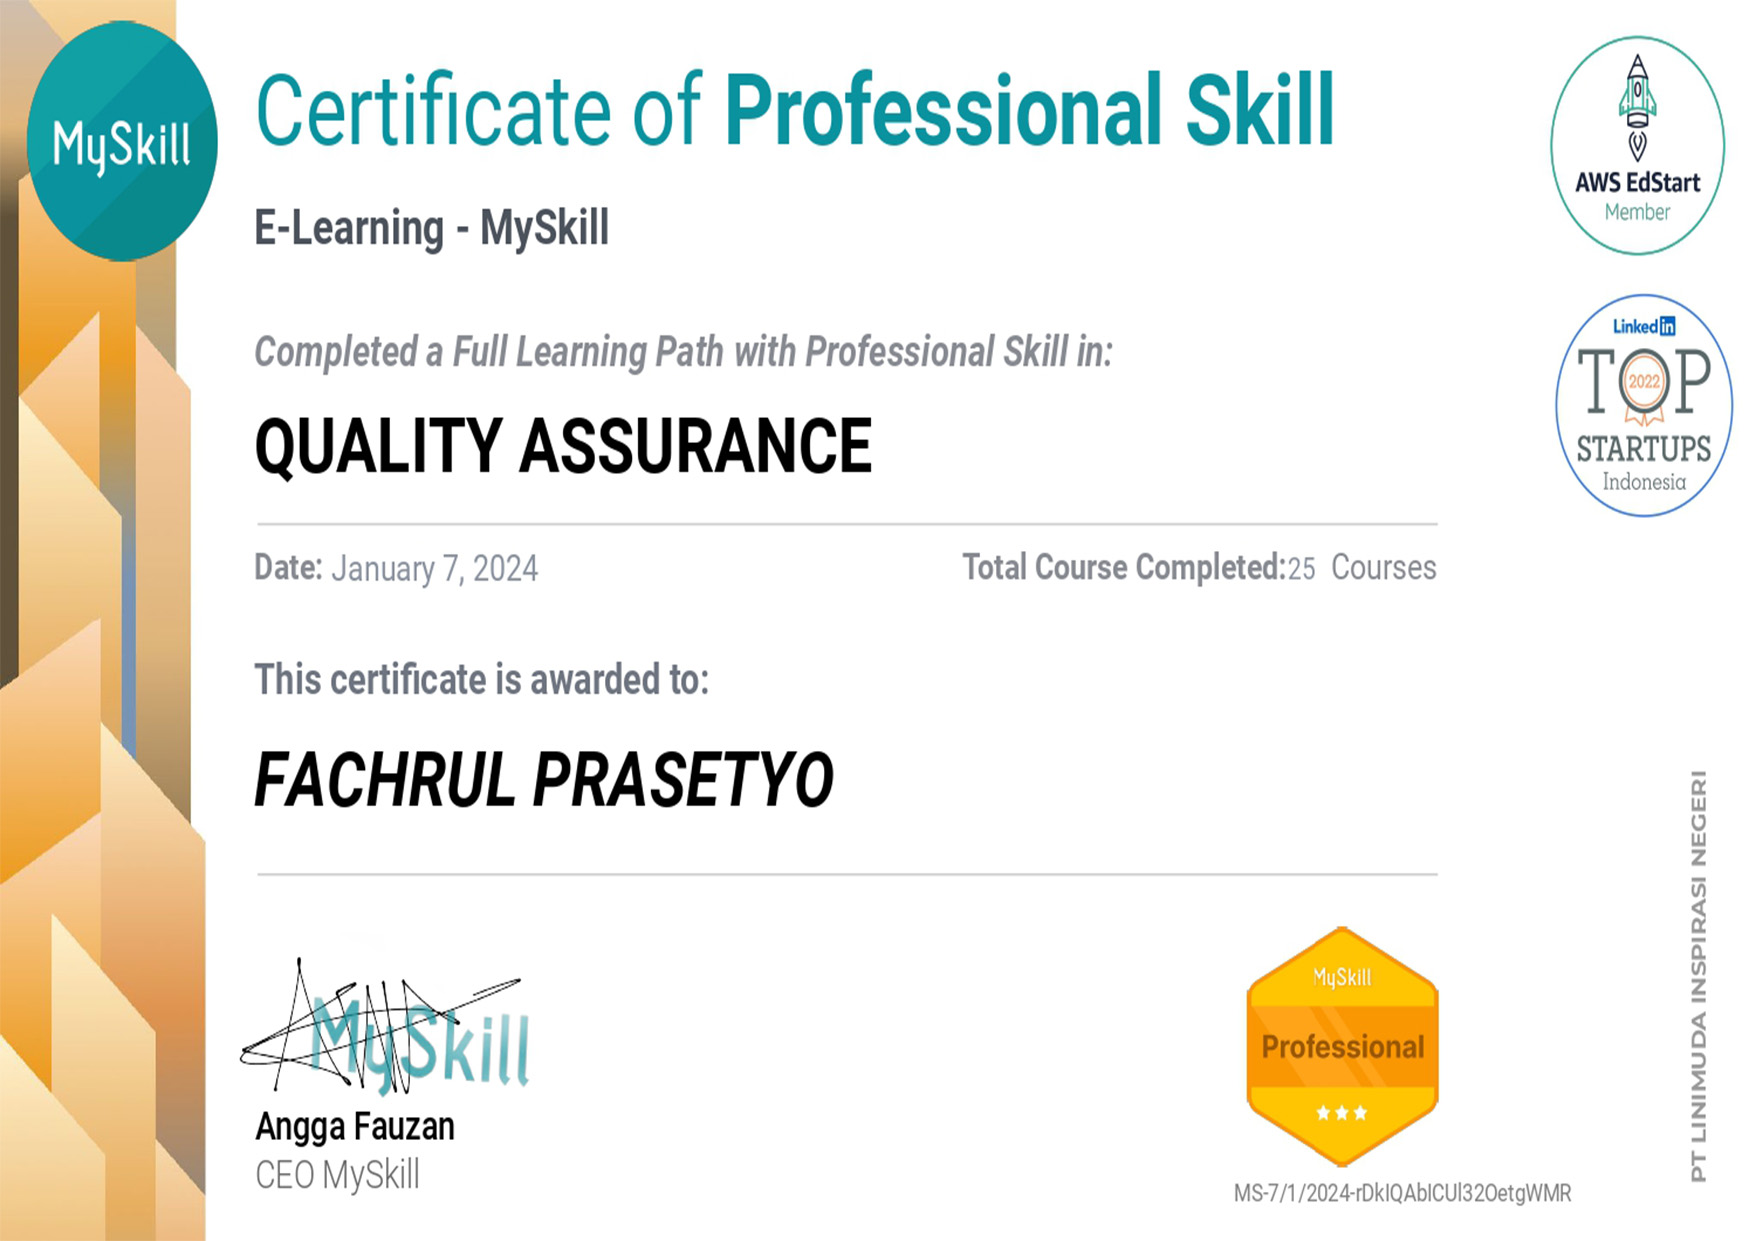 MySkill
Certificate of Professional Skill
E-Learning - MySkill
AWS EdStart
Member
Linked in
TOP
2022
STARTUPS
Indonesia
Completed a Full Learning Path with Professional Skill in:
QUALITY ASSURANCE
Date: January 7, 2024
Total Course Completed:25 Courses
This certificate is awarded to:
FACHRUL PRASETYO
MySkill
Angga Fauzan
CEO MySkill
MySkill
Professional
MS-7/1/2024-rDkIQAbICUl32OetgWMR
PT LINIMUDA INSPIRASI NEGERI